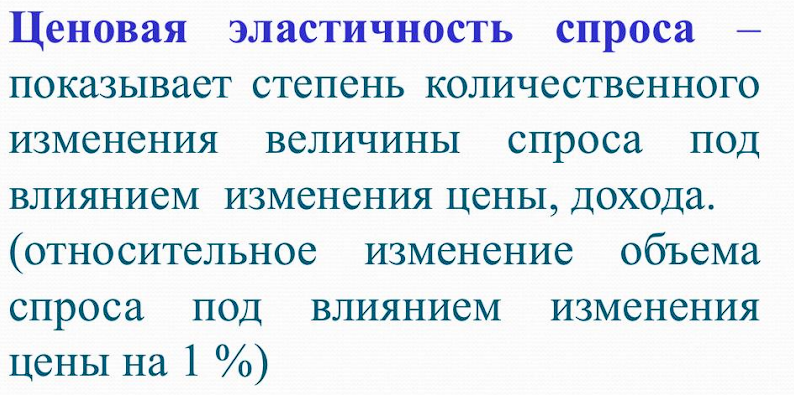 Ценовая эластичность спроса –
показывает степень количественного
изменения величины спроса под
влиянием изменения цены, дохода.
(относительное изменение объема
спроса под влиянием изменения
цены на 1 %)